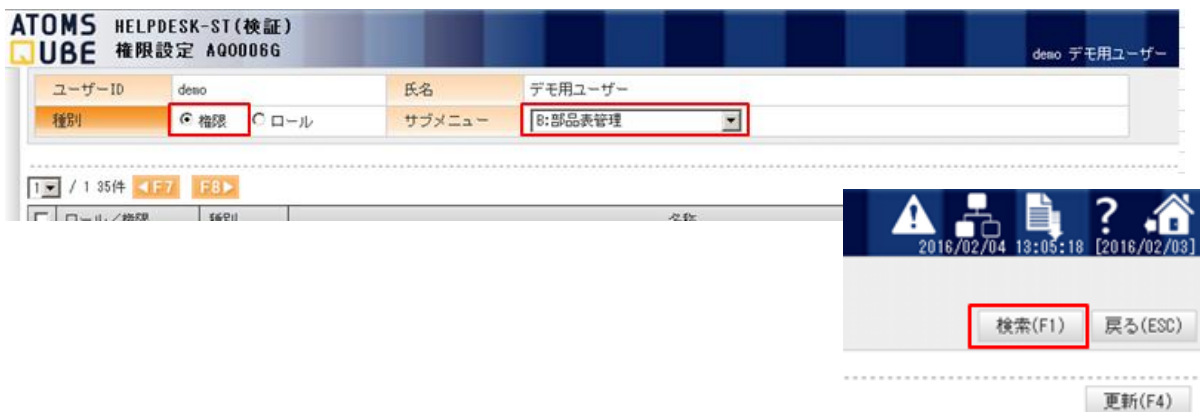 ATOMS HELPDESK-ST(検証)
QUBE 権限設定 AQ0006G
demo デモ用ユーザー
ユーザーID demo 氏名 デモ用ユーザー
種別 権限 ロール サブメニュー B:部品表管理
1 / 1 35件 ◀F7 F8▶
ロール/権限 種別 名称
?
2016/02/04 13:05:18 [2016/02/03]
検索(F1) 戻る(ESC)
更新(F4)